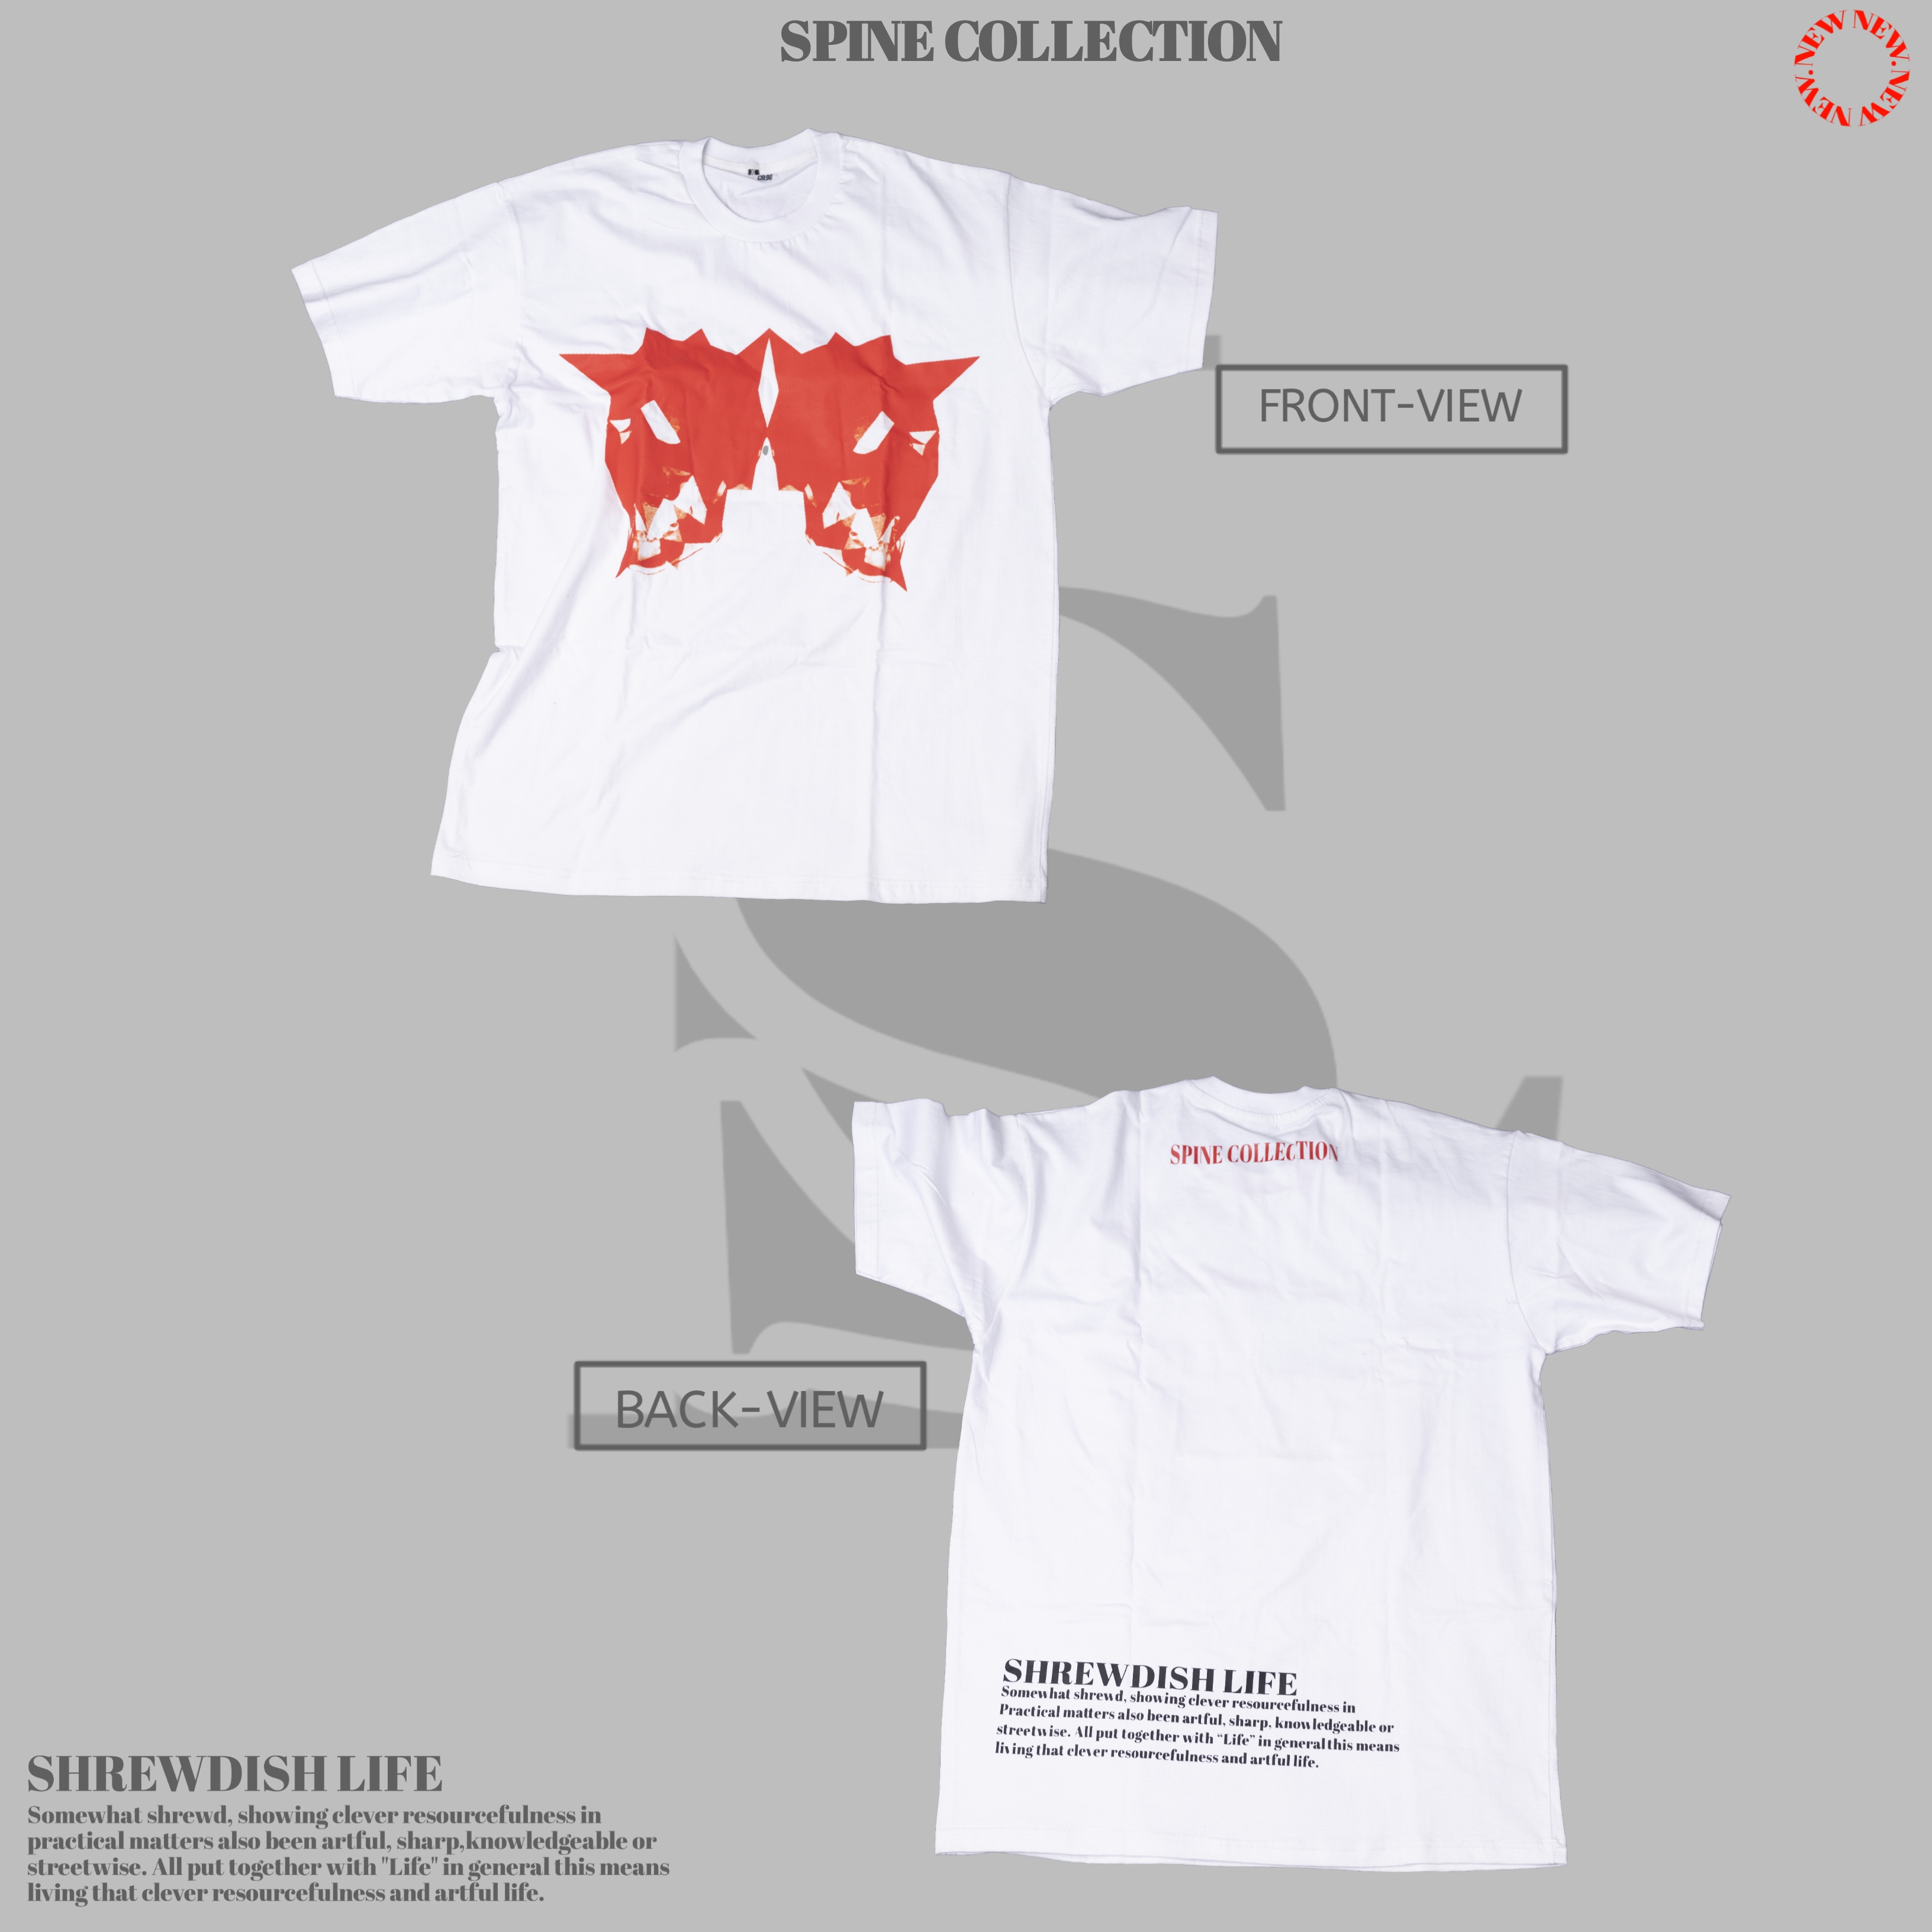 SPINE COLLECTION
NEW NEW.NEW NEW.NEW
FRONT-VIEW
SPINE COLLECTION
BACK-VIEW
SHREWDISH LIFE
Somewhat shrewd, showing clever resourcefulness in
Practical matters also been artful, sharp, knowledgeable or
streetwise. All put together with "Life" in general this means
living that clever resourcefulness and artful life.
SHREWDISH LIFE
Somewhat shrewd, showing clever resourcefulness in
practical matters also been artful, sharp,knowledgeable or
streetwise. All put together with "Life" in general this means
living that clever resourcefulness and artful life.